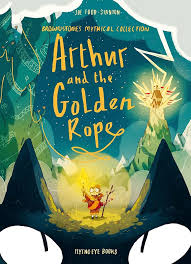 JOE TODD-STANTON
BROWNSTONE'S MYTHICAL COLLECTION
Arthur
and the
Golden
Rope
FLYING EYE BOOKS